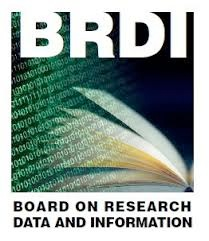 BRDI
BOARD ON RESEARCH
DATA AND INFORMATION